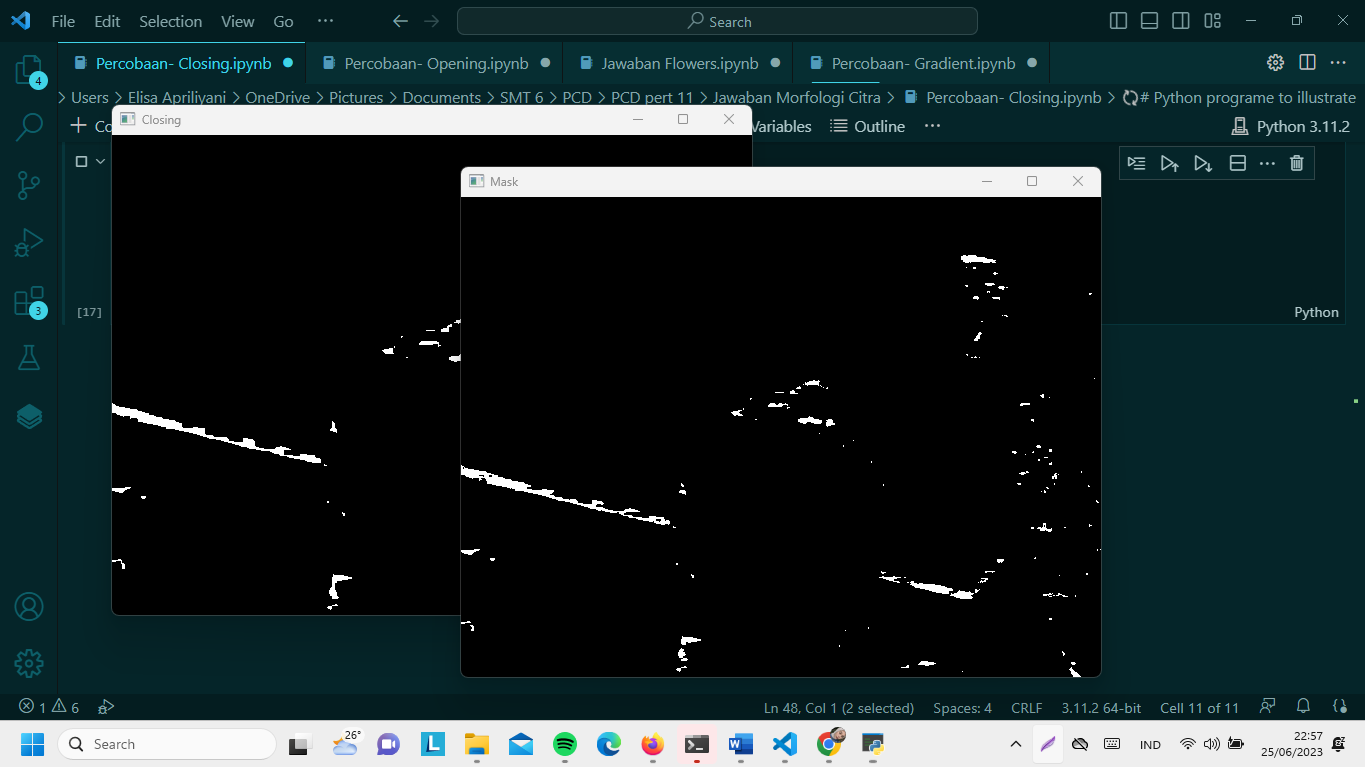 File Edit Selection View Go ··· Search
4 Percobaan- Closing.ipynb Percobaan- Opening.ipynb Jawaban Flowers.ipynb Percobaan- Gradient.ipynb ···
> Users > Elisa Apriliyani > OneDrive > Pictures > Documents > SMT 6 > PCD > PCD pert 11 > Jawaban Morfologi Citra > Percobaan- Closing.ipynb > # Python programe to illustrate
+ Co Variables Outline ··· Python 3.11.2
Closing
Mask
[17] Python
3
1 6 Ln 48, Col 1 (2 selected) Spaces: 4 CRLF 3.11.2 64-bit Cell 11 of 11
Search 26° L W IND 22:57
25/06/2023